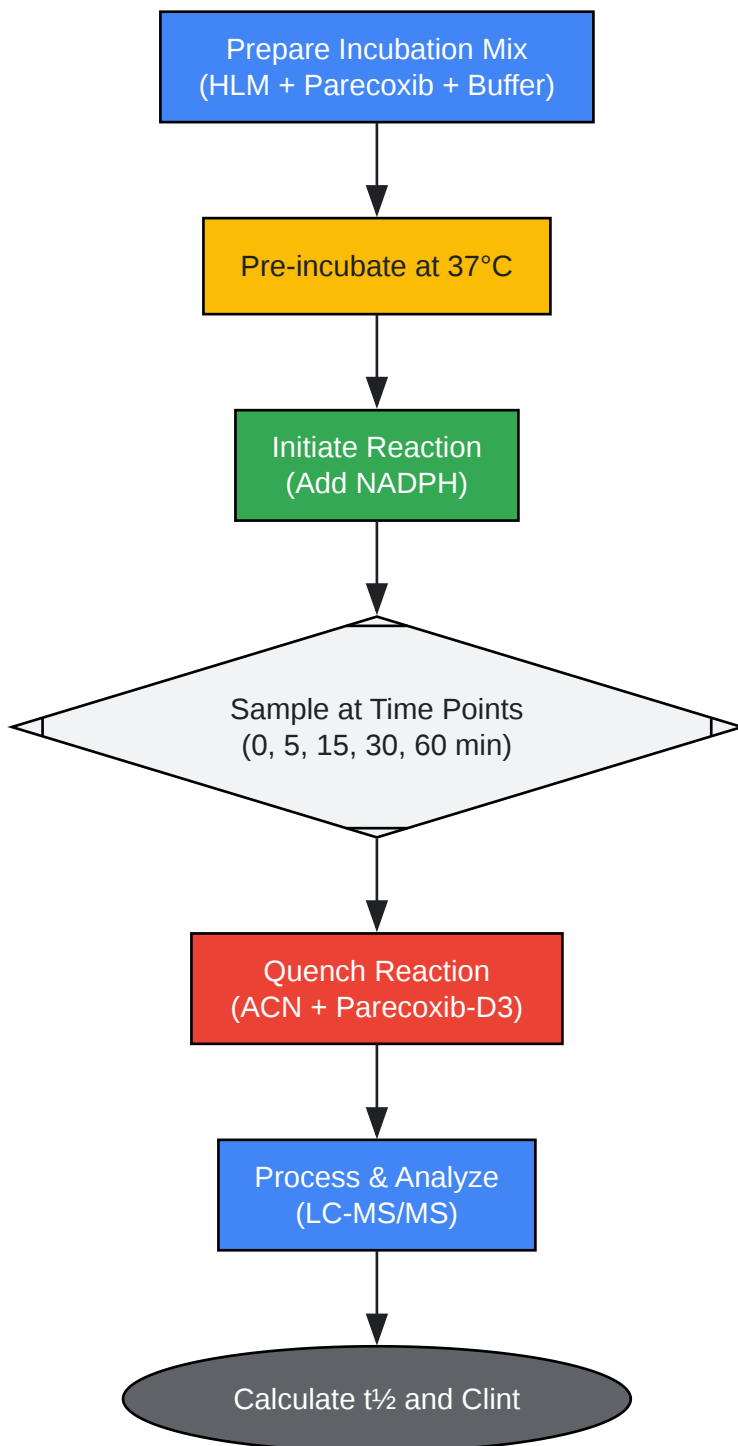 Prepare Incubation Mix
(HLM + Parecoxib + Buffer)
Pre-incubate at 37°C
Initiate Reaction
(Add NADPH)
Sample at Time Points
(0, 5, 15, 30, 60 min)
Quench Reaction
(ACN + Parecoxib-D3)
Process & Analyze
(LC-MS/MS)
Calculate t½ and Clint